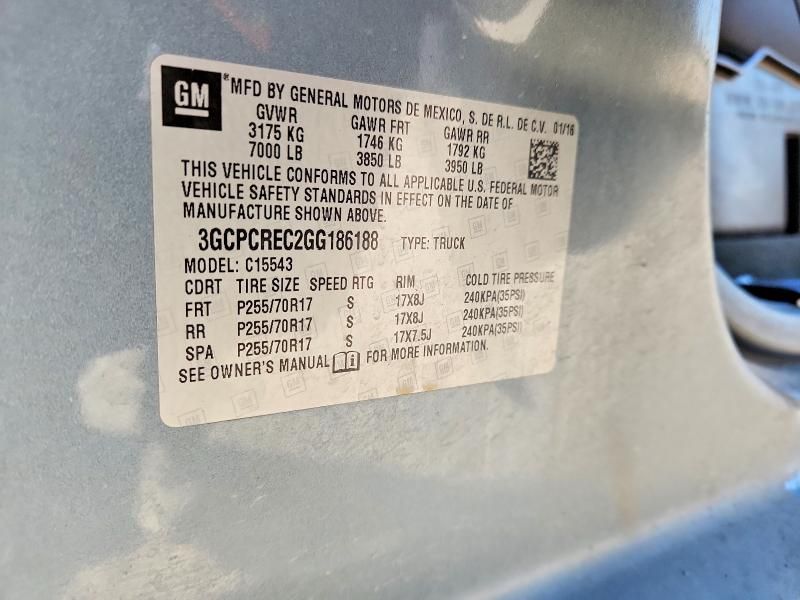 GM
®MFD BY GENERAL MOTORS DE MEXICO, S. DE R.L. DE C.V. 01/16
GVWR GAWR FRT GAWR RR
3175 KG 1746 KG 1792 KG
7000 LB 3850 LB 3950 LB
THIS VEHICLE CONFORMS TO ALL APPLICABLE U.S. FEDERAL MOTOR
VEHICLE SAFETY STANDARDS IN EFFECT ON THE DATE OF
MANUFACTURE SHOWN ABOVE.
3GCPCREC2GG186188 TYPE: TRUCK
MODEL: C15543
CDRT TIRE SIZE SPEED RTG RIM COLD TIRE PRESSURE
FRT P255/70R17 S 17X8J 240KPA(35PSI)
RR P255/70R17 S 17X8J 240KPA(35PSI)
SPA P255/70R17 S 17X7.5J 240KPA(35PSI)
SEE OWNER'S MANUAL FOR MORE INFORMATION.